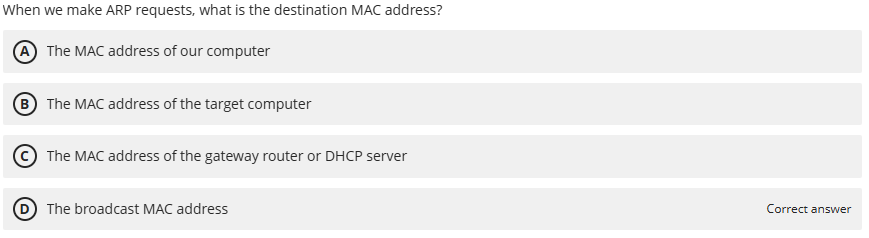 When we make ARP requests, what is the destination MAC address?
A The MAC address of our computer
B The MAC address of the target computer
C The MAC address of the gateway router or DHCP server
D The broadcast MAC address Correct answer